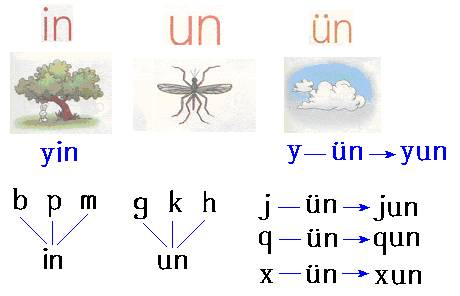 in un ün
yin y — ün → yun
b p m g k h j — ün → jun
q — ün → qun
in un x — ün → xun